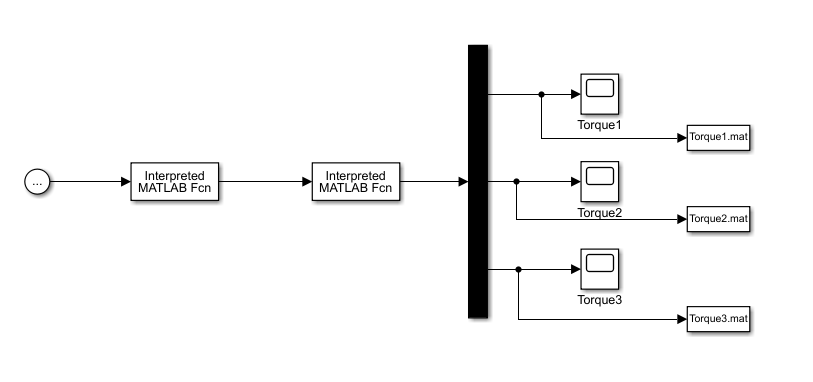 ...
Interpreted
MATLAB Fcn
Interpreted
MATLAB Fcn
Torque1
Torque1.mat
Torque2
Torque2.mat
Torque3
Torque3.mat